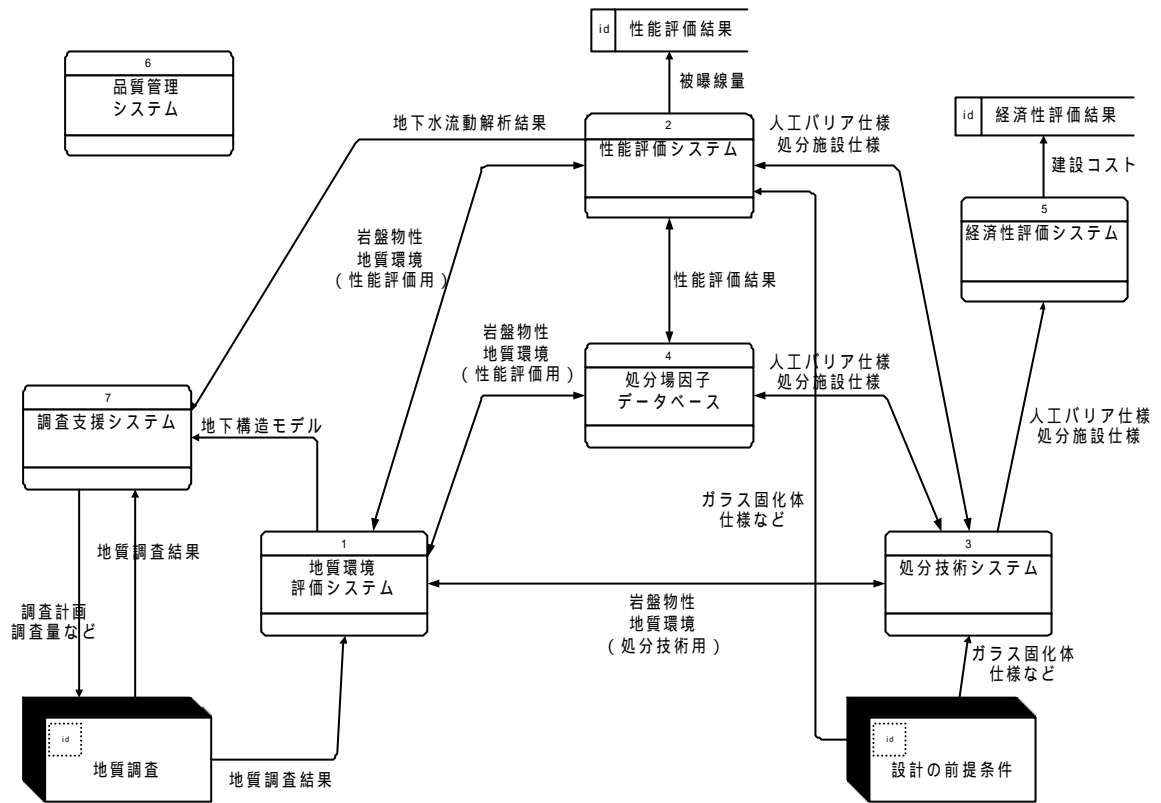 id 性能評価結果
6
品質管理
システム
被曝線量
id 経済性評価結果
地下水流動解析結果
2
性能評価システム
人工バリア仕様
処分施設仕様
建設コスト
5
経済性評価システム
岩盤物性
地質環境
(性能評価用)
性能評価結果
岩盤物性
地質環境
(性能評価用)
4
処分場因子
データベース
人工バリア仕様
処分施設仕様
7
調査支援システム
地下構造モデル
人工バリア仕様
処分施設仕様
ガラス固化体
仕様など
地質調査結果
1
地質環境
評価システム
3
処分技術システム
岩盤物性
地質環境
(処分技術用)
調査計画
調査量など
ガラス固化体
仕様など
id
地質調査
地質調査結果
id
設計の前提条件